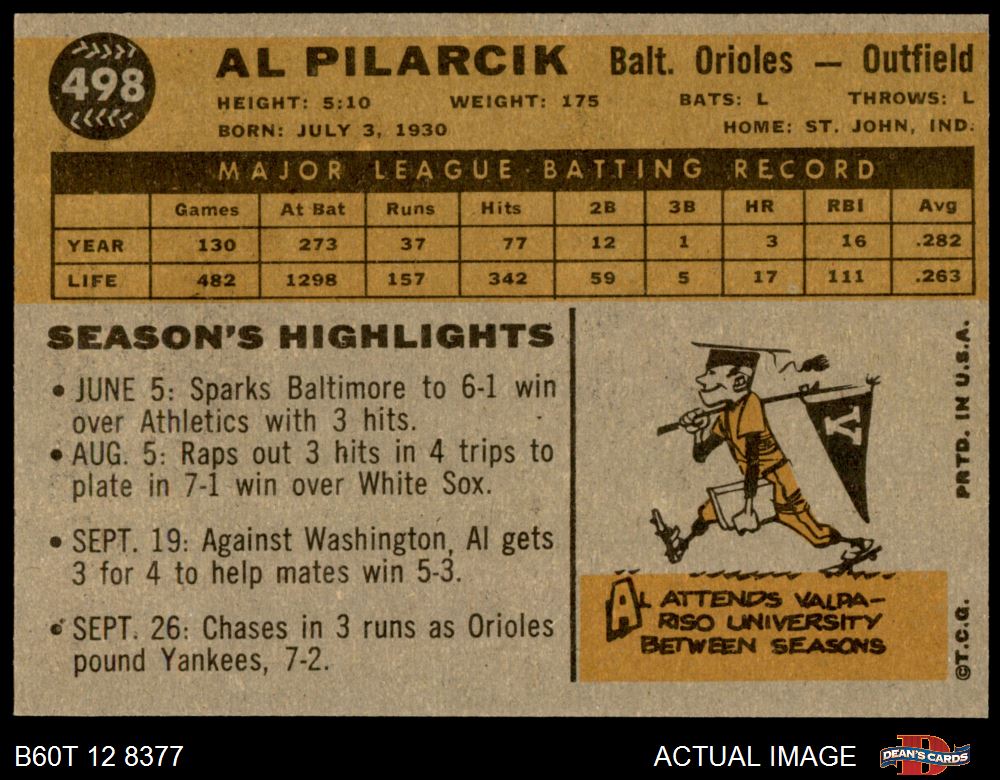 498
AL PILARCIK Balt. Orioles — Outfield
HEIGHT: 5:10 WEIGHT: 175 BATS: L THROWS: L
BORN: JULY 3, 1930 HOME: ST. JOHN, IND.
MAJOR LEAGUE BATTING RECORD
Games At Bat Runs Hits 2B 3B HR RBI Avg
YEAR 130 273 37 77 12 1 3 16 .282
LIFE 482 1298 157 342 59 5 17 111 .263
SEASON'S HIGHLIGHTS
• JUNE 5: Sparks Baltimore to 6-1 win
over Athletics with 3 hits.
• AUG. 5: Raps out 3 hits in 4 trips to
plate in 7-1 win over White Sox.
• SEPT. 19: Against Washington, Al gets
3 for 4 to help mates win 5-3.
• SEPT. 26: Chases in 3 runs as Orioles
pound Yankees, 7-2.
Y
AL ATTENDS VALPA-
RISO UNIVERSITY
BETWEEN SEASONS
©T.C.G. PRTD. IN U.S.A.
B60T 12 8377 ACTUAL IMAGE DEAN'S CARDS